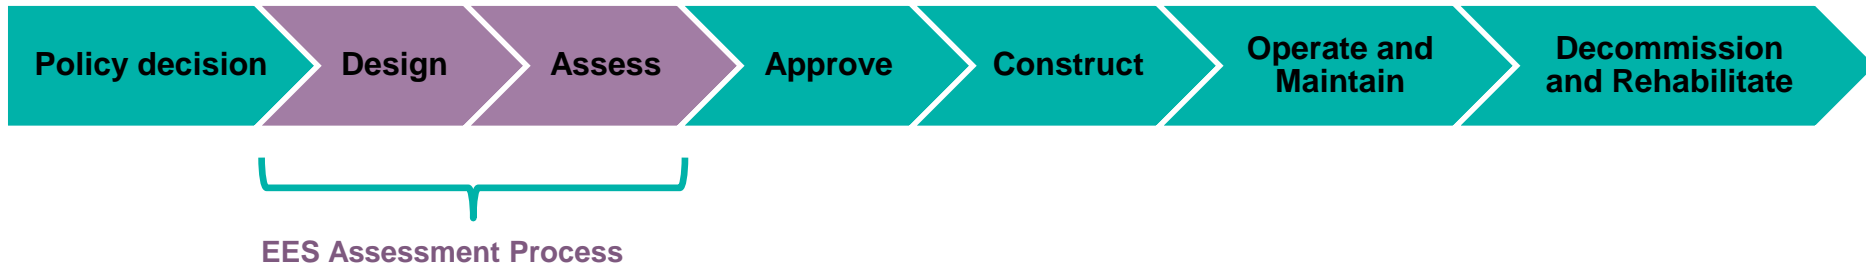 Policy decision
Design
Assess
Approve
Construct
Operate and
Maintain
Decommission
and Rehabilitate
EES Assessment Process